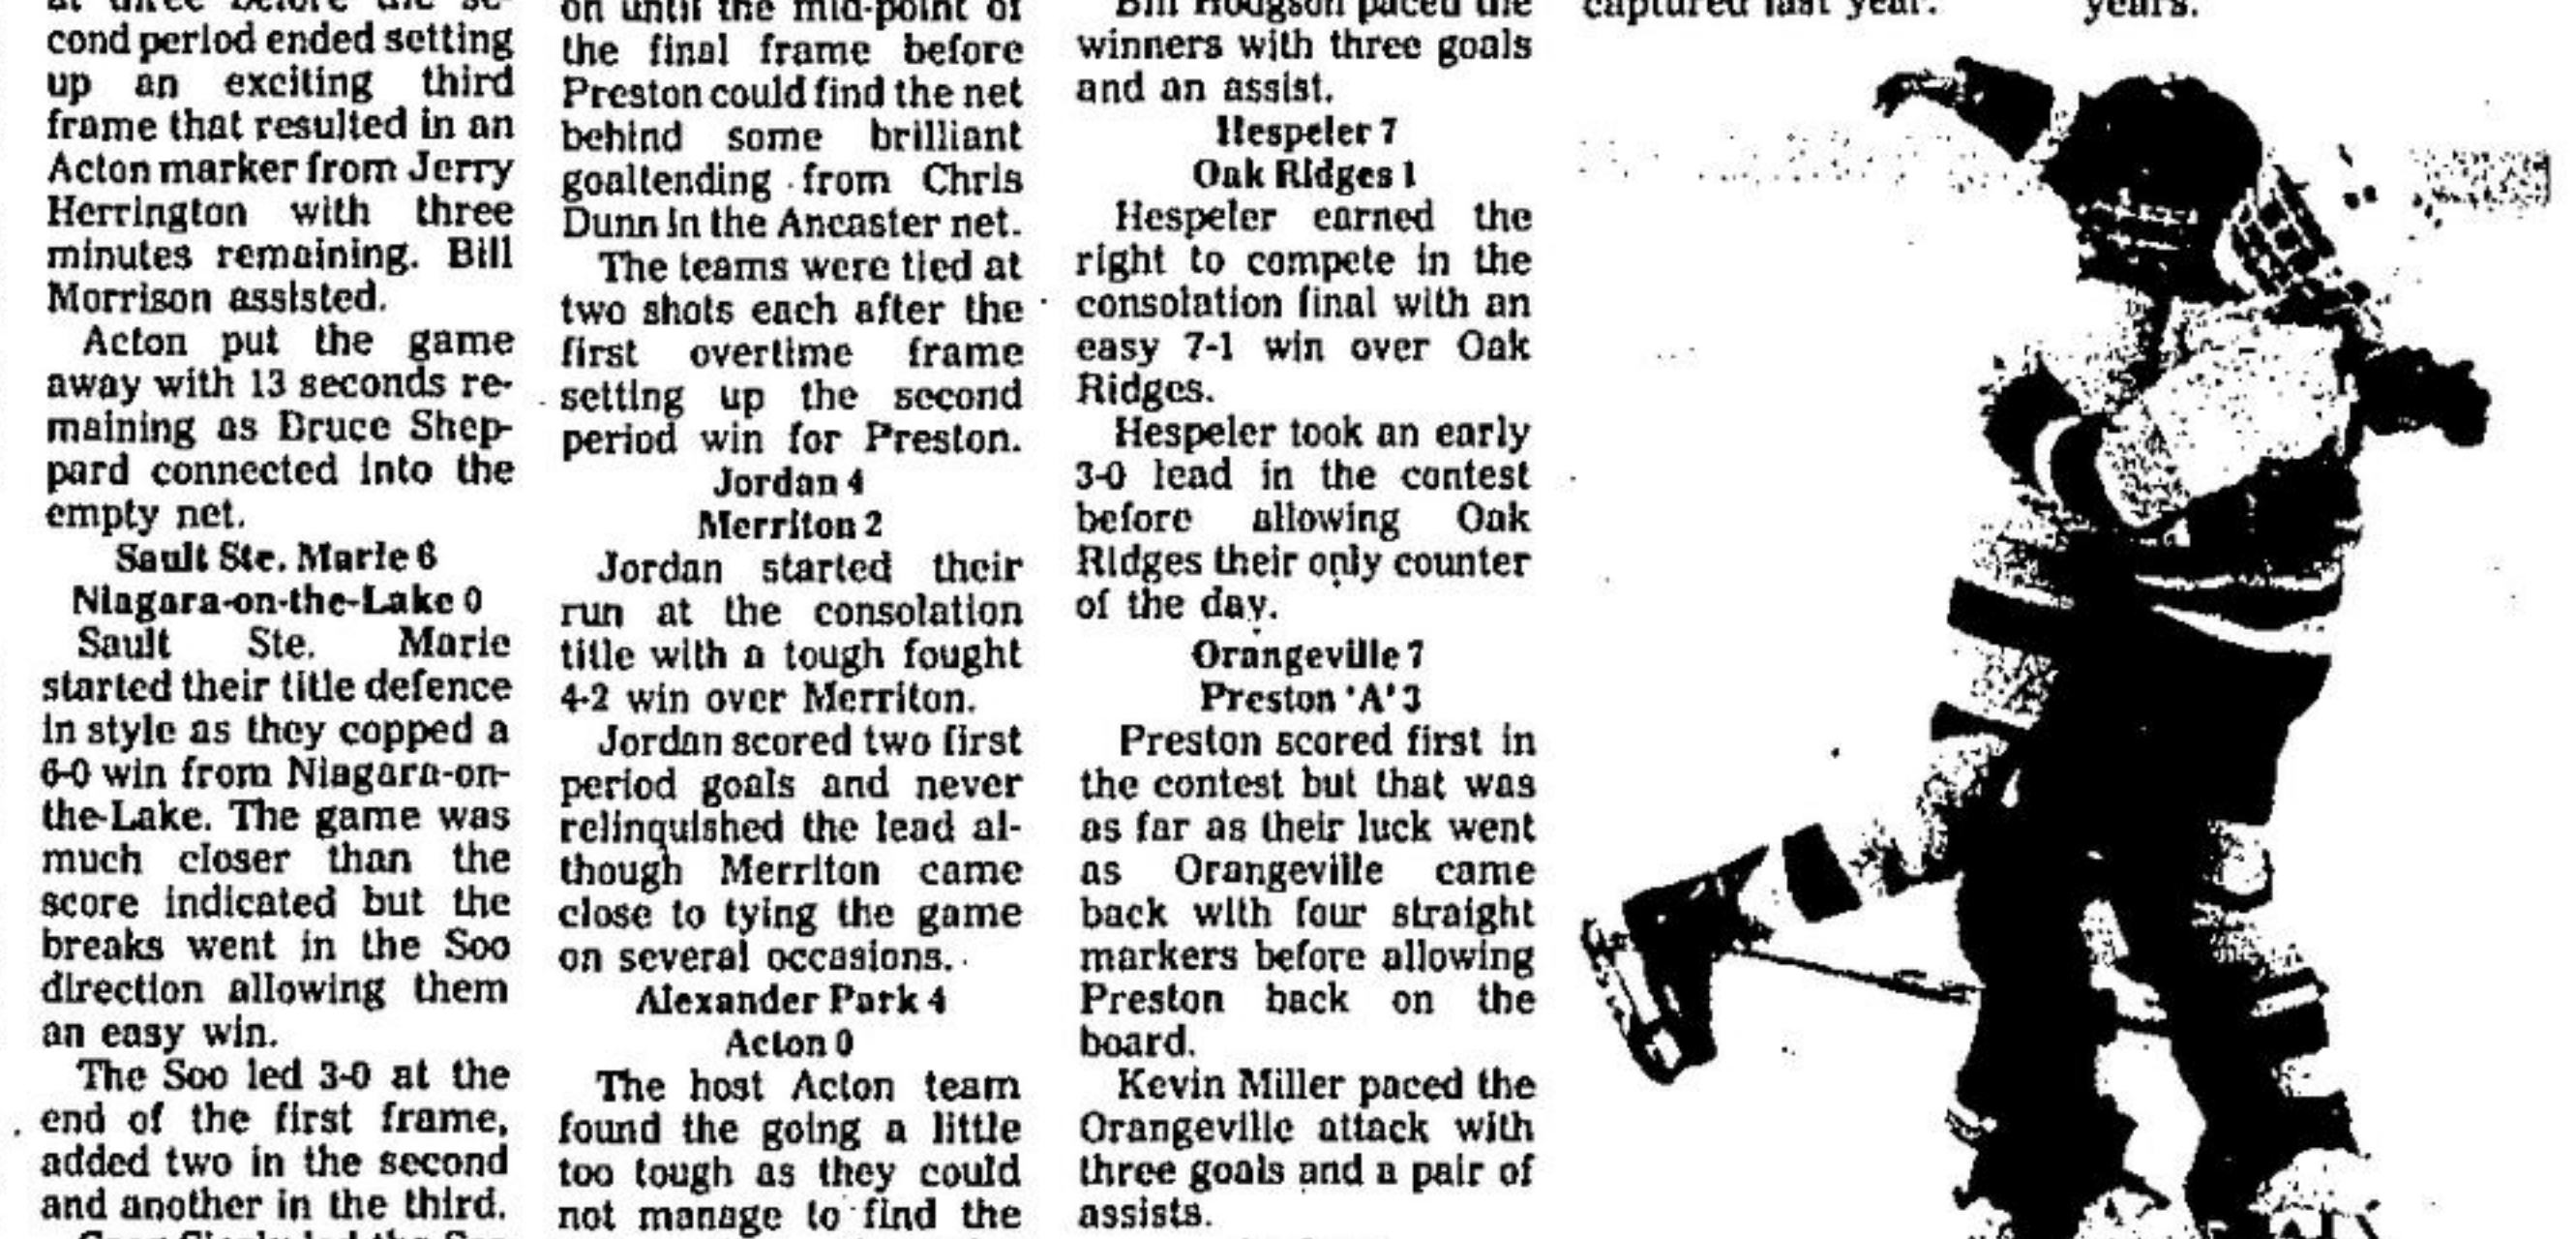 cond period ended setting
up an exciting third
frame that resulted in an
Acton marker from Jerry
Herrington with three
minutes remaining. Bill
Morrison assisted.
Acton put the game
away with 13 seconds re-
maining as Bruce Shep-
pard connected into the
empty net.
Sault Ste. Marie 6
Niagara-on-the-Lake 0
Sault Ste. Marie
started their title defence
in style as they copped a
6-0 win from Niagara-on-
the-Lake. The game was
much closer than the
score indicated but the
breaks went in the Soo
direction allowing them
an easy win.
The Soo led 3-0 at the
end of the first frame,
added two in the second
and another in the third.
on until the mid-point of
the final frame before
Preston could find the net
behind some brilliant
goaltending from Chris
Dunn in the Ancaster net.
The teams were tied at
two shots each after the
first overtime frame
setting up the second
period win for Preston.
Jordan 4
Merriton 2
Jordan started their
run at the consolation
title with a tough fought
4-2 win over Merriton.
Jordan scored two first
period goals and never
relinquished the lead al-
though Merriton came
close to tying the game
on several occasions.
Alexander Park 4
Acton 0
The host Acton team
found the going a little
too tough as they could
not manage to find the
Bill Hodgson paced the
winners with three goals
and an assist.
Hespeler 7
Oak Ridges 1
Hespeler earned the
right to compete in the
consolation final with an
easy 7-1 win over Oak
Ridges.
Hespeler took an early
3-0 lead in the contest
before allowing Oak
Ridges their only counter
of the day.
Orangeville 7
Preston 'A' 3
Preston scored first in
the contest but that was
as far as their luck went
as Orangeville came
back with four straight
markers before allowing
Preston back on the
board.
Kevin Miller paced the
Orangeville attack with
three goals and a pair of
assists.
captured last year.
years.